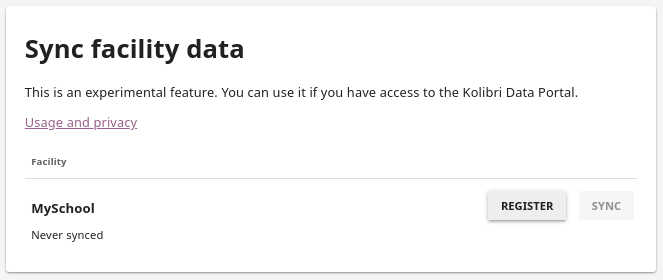 Sync facility data
This is an experimental feature. You can use it if you have access to the Kolibri Data Portal.
Usage and privacy
Facility
MySchool
REGISTER
SYNC
Never synced